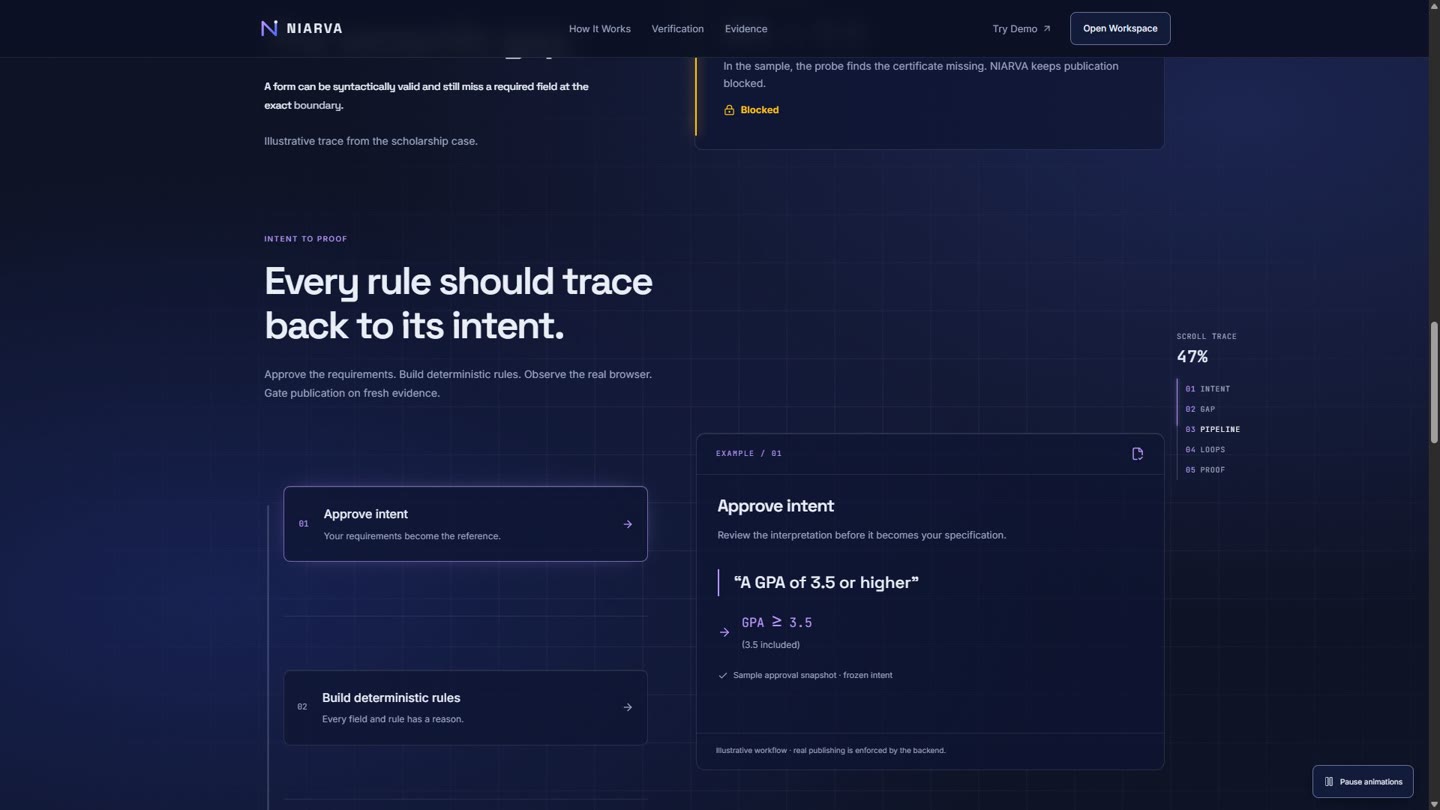 NIARVA
How It Works
Verification
Evidence
Try Demo
Open Workspace
A form can be syntactically valid and still miss a required field at the
exact boundary.
Illustrative trace from the scholarship case.
In the sample, the probe finds the certificate missing. NIARVA keeps publication
blocked.
Blocked
INTENT TO PROOF
Every rule should trace
back to its intent.
Approve the requirements. Build deterministic rules. Observe the real browser.
Gate publication on fresh evidence.
01
Approve intent
Your requirements become the reference.
02
Build deterministic rules
Every field and rule has a reason.
EXAMPLE / 01
Approve intent
Review the interpretation before it becomes your specification.
“A GPA of 3.5 or higher”
GPA ≥ 3.5
(3.5 included)
Sample approval snapshot · frozen intent
Illustrative workflow · real publishing is enforced by the backend.
SCROLL TRACE
47%
01 INTENT
02 GAP
03 PIPELINE
04 LOOPS
05 PROOF
Pause animations